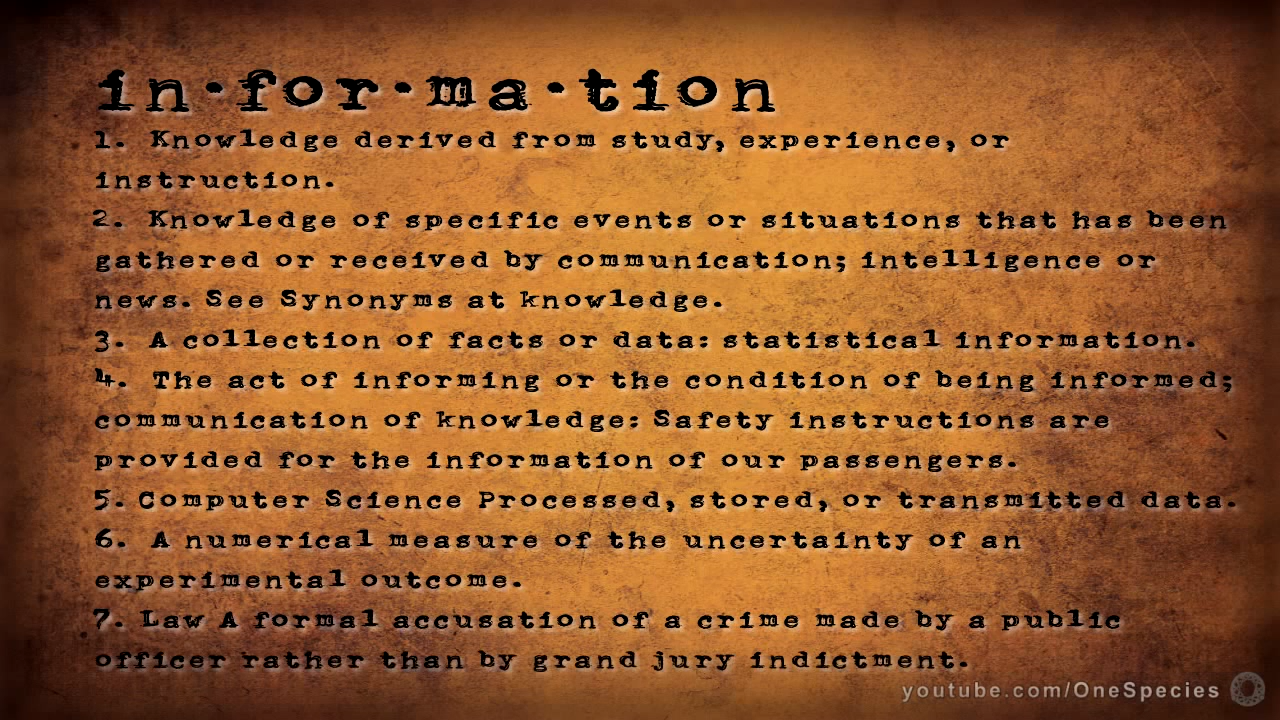 in·for·ma·tion
1. Knowledge derived from study, experience, or
instruction.
2. Knowledge of specific events or situations that has been
gathered or received by communication; intelligence or
news. See Synonyms at knowledge.
3. A collection of facts or data: statistical information.
4. The act of informing or the condition of being informed;
communication of knowledge: Safety instructions are
provided for the information of our passengers.
5. Computer Science Processed, stored, or transmitted data.
6. A numerical measure of the uncertainty of an
experimental outcome.
7. Law A formal accusation of a crime made by a public
officer rather than by grand jury indictment.
youtube.com/OneSpecies